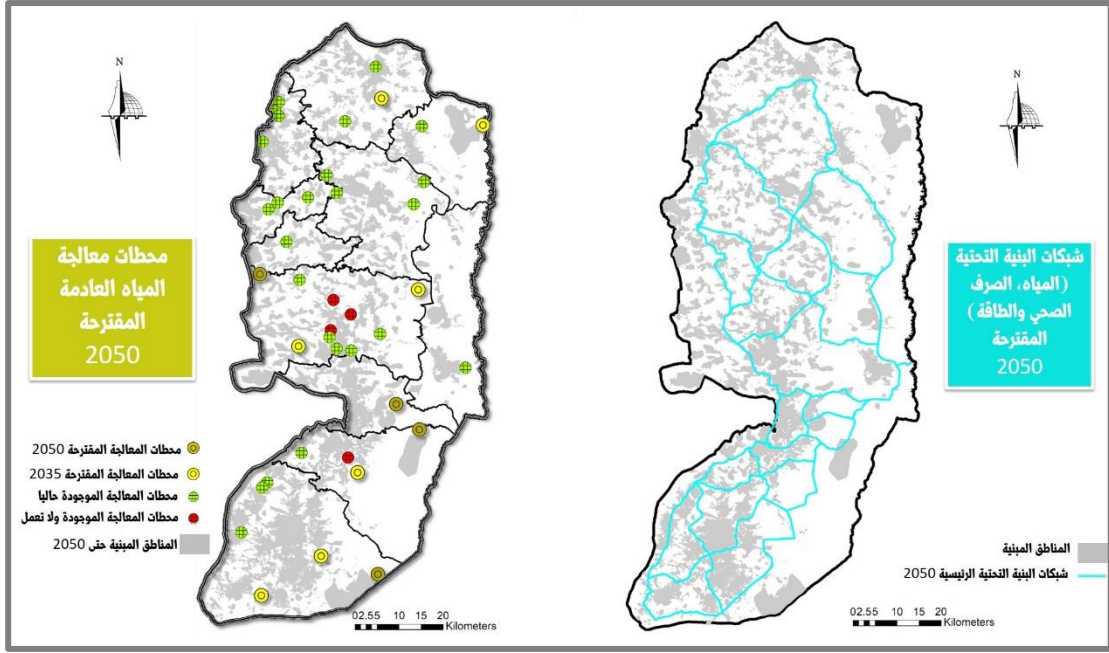 N
محطات معالجة
المياه العادمة
المقترحة
2050
محطات المعالجة المقترحة 2050
محطات المعالجة المقترحة 2035
محطات المعالجة الموجودة حاليا
محطات المعالجة الموجودة ولا تعمل
المناطق المبنية حتى 2050
02.55 10 15 20
Kilometers
N
شبكات البنية التحتية
(المياه، الصرف
الصحي والطاقة)
المقترحة
2050
المناطق المبنية
شبكات البنية التحتية الرئيسية 2050
02.55 10 15 20
Kilometers